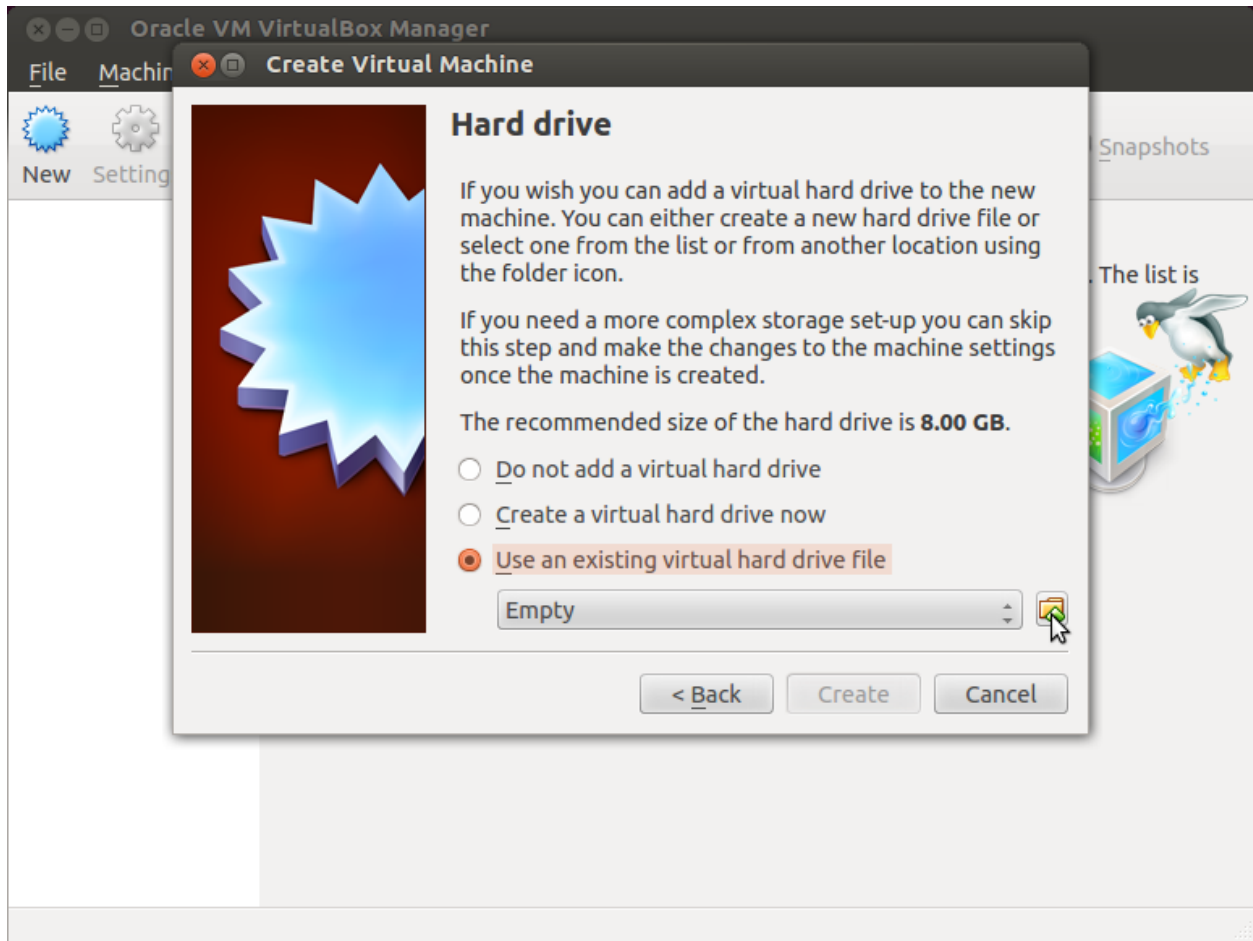 Oracle VM VirtualBox Manager
File Machin
Create Virtual Machine
New Setting
Snapshots
Hard drive
If you wish you can add a virtual hard drive to the new
machine. You can either create a new hard drive file or
select one from the list or from another location using
the folder icon.
. The list is
If you need a more complex storage set-up you can skip
this step and make the changes to the machine settings
once the machine is created.
The recommended size of the hard drive is 8.00 GB.
Do not add a virtual hard drive
Create a virtual hard drive now
Use an existing virtual hard drive file
Empty
< Back Create Cancel